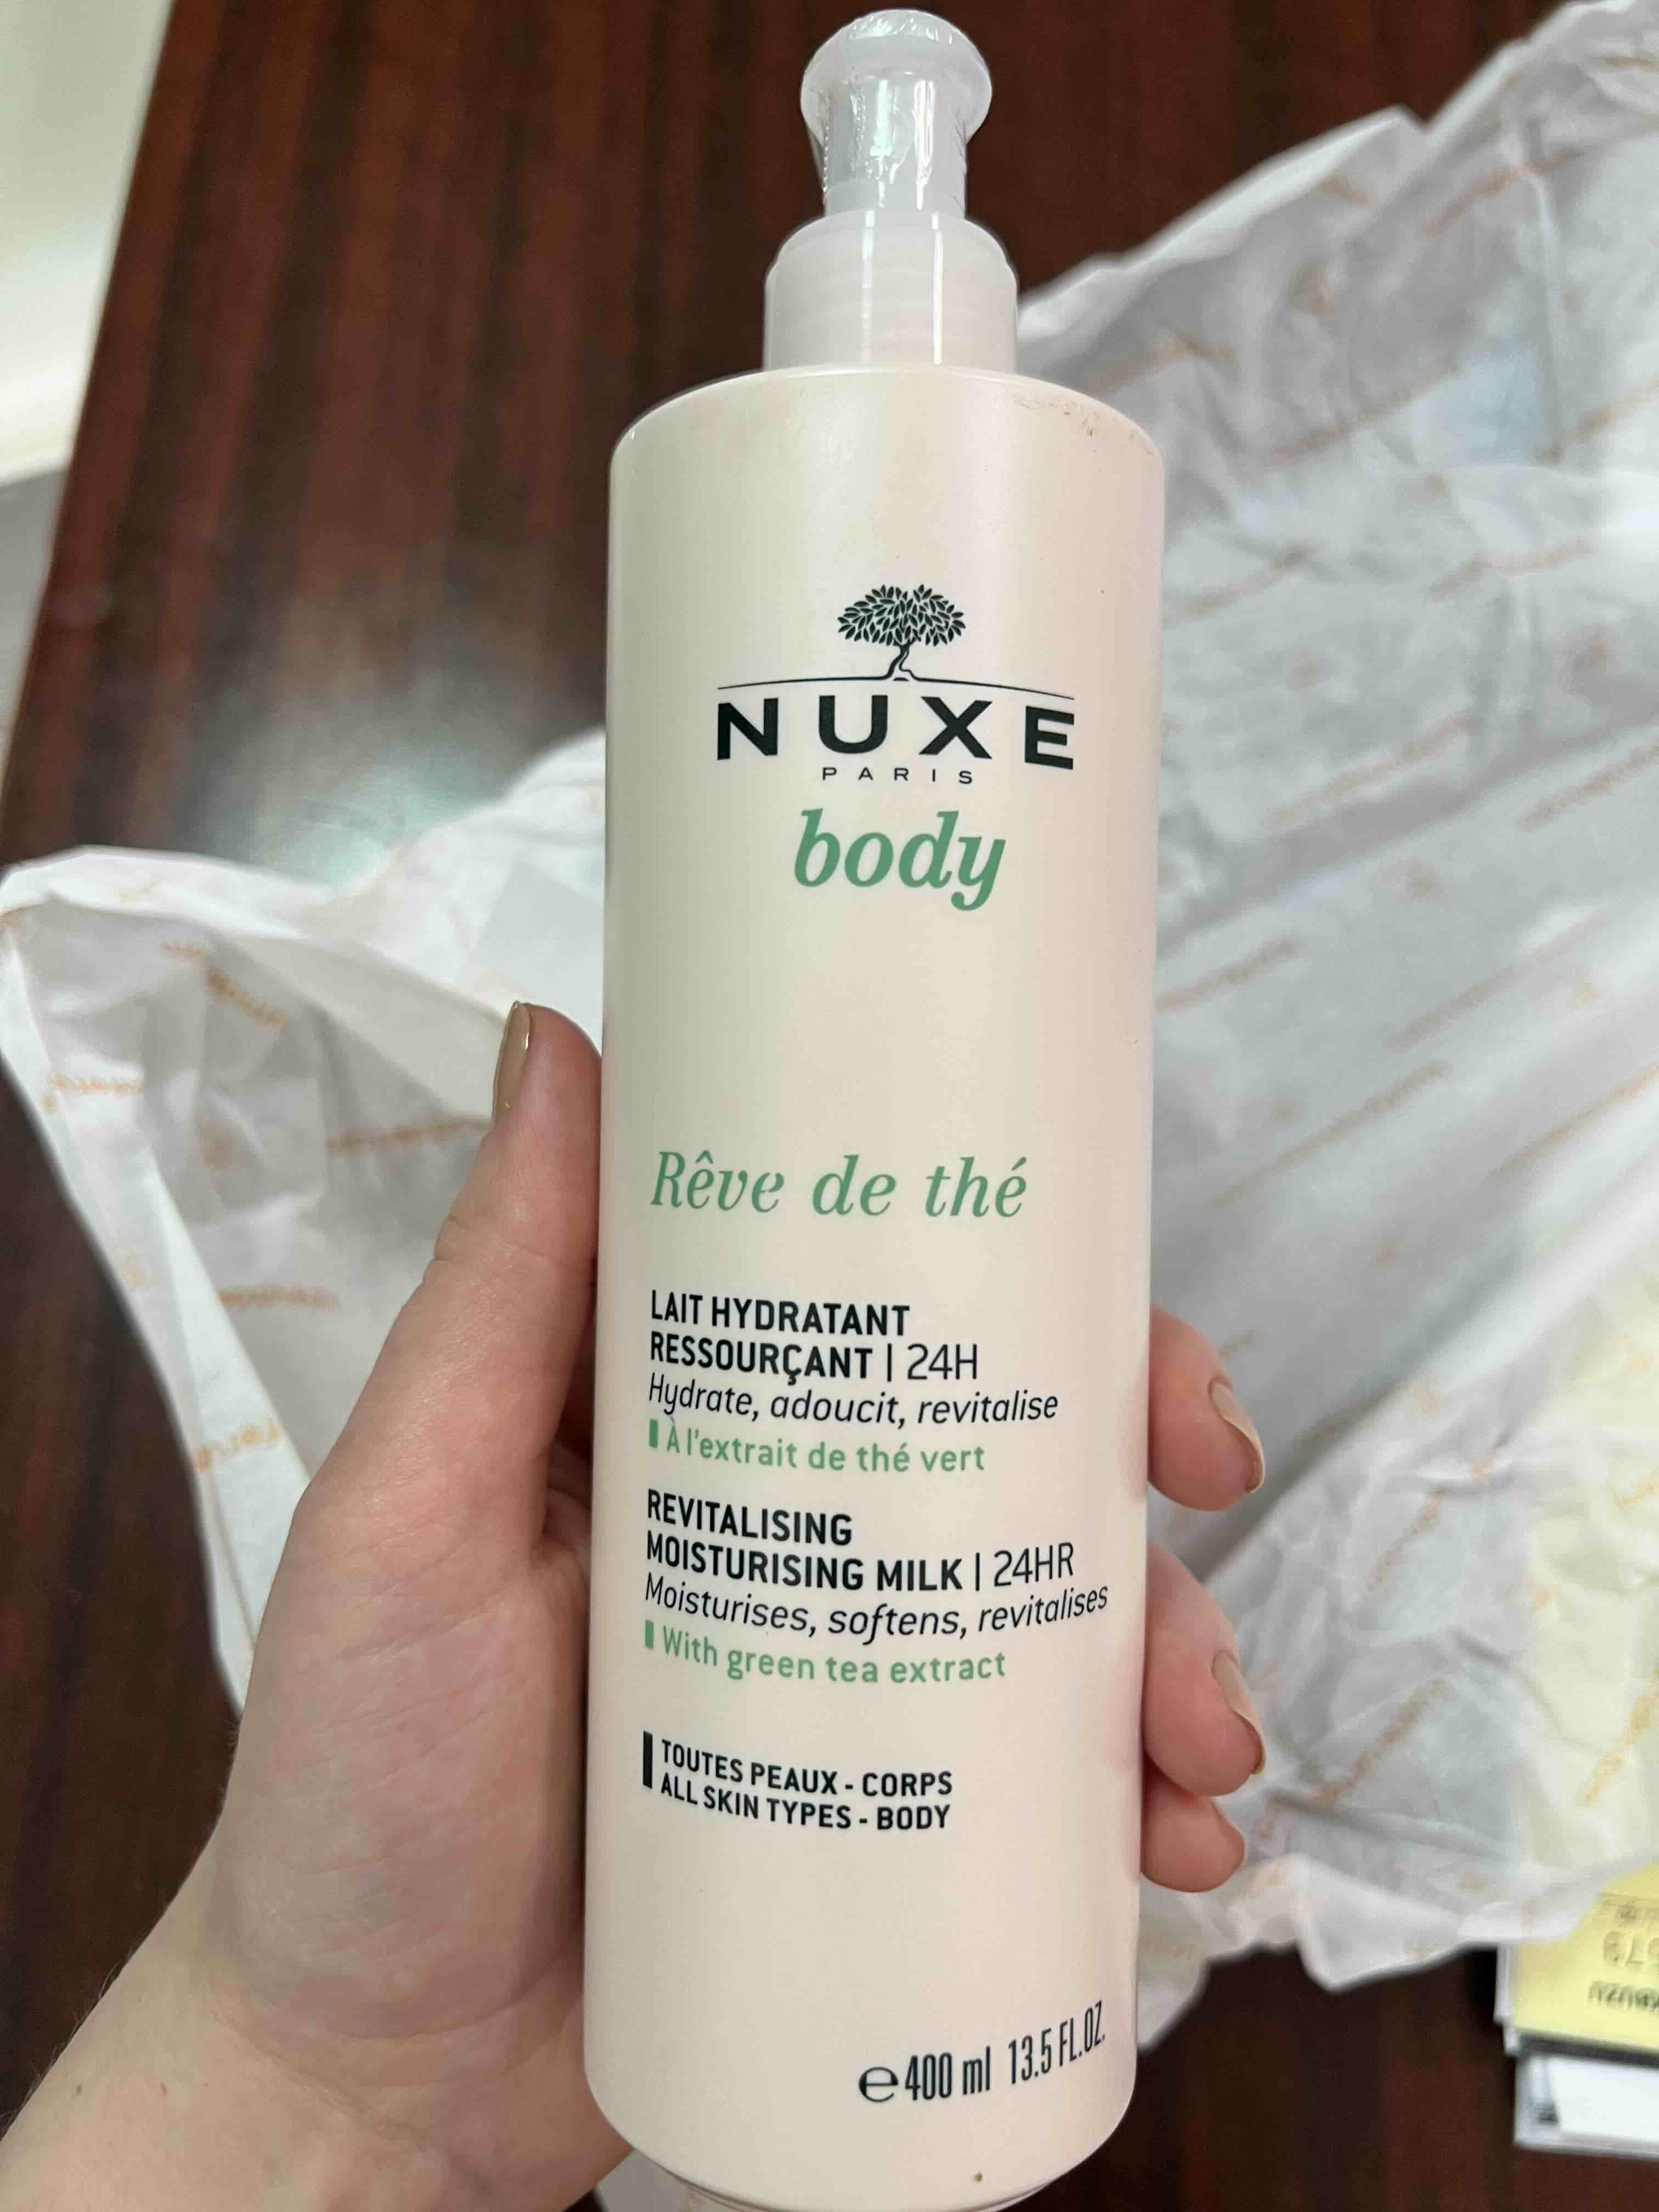 NUXE
PARIS
body
Rêve de thé
LAIT HYDRATANT
RESSOURÇANT | 24H
Hydrate, adoucit, revitalise
À l'extrait de thé vert
REVITALISING
MOISTURISING MILK | 24HR
Moisturises, softens, revitalises
With green tea extract
TOUTES PEAUX - CORPS
ALL SKIN TYPES - BODY
℮ 400 ml 13.5 FL.OZ.